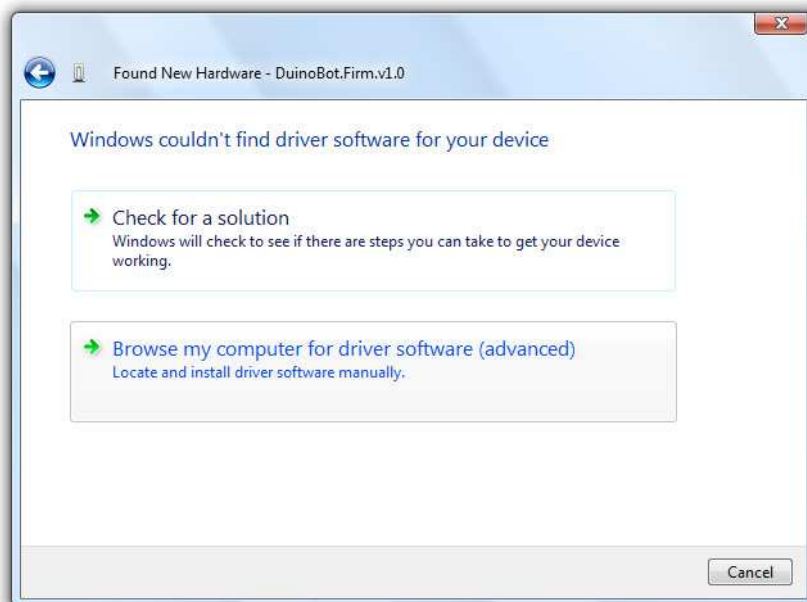 Found New Hardware - DuinoBot.Firm.v1.0
Windows couldn't find driver software for your device
Check for a solution
Windows will check to see if there are steps you can take to get your device
working.
Browse my computer for driver software (advanced)
Locate and install driver software manually.
Cancel